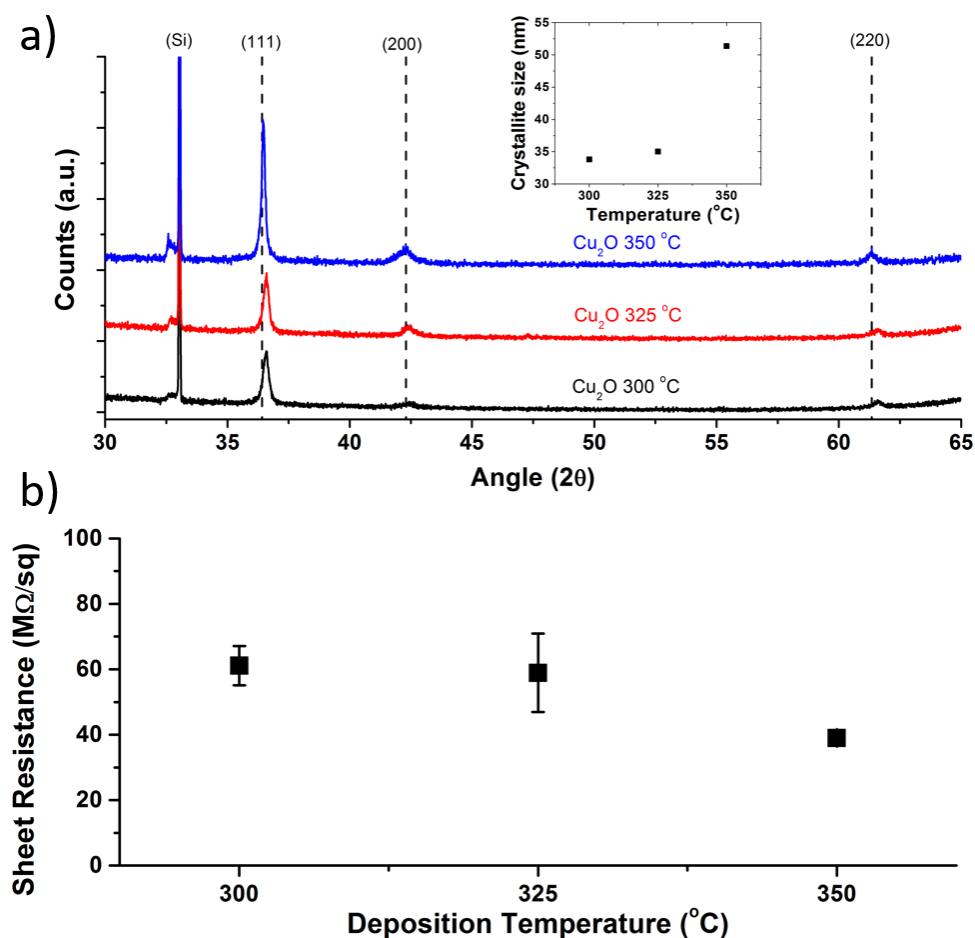 a)
(Si)
(111)
(200)
(220)
Counts (a.u.)
Crystallite size (nm)
55
50
45
40
35
30
300
325
350
Temperature (°C)
Cu₂O 350 °C
Cu₂O 325 °C
Cu₂O 300 °C
30
35
40
45
50
55
60
65
Angle (2θ)
b)
Sheet Resistance (MΩ/sq)
100
80
60
40
20
0
300
325
350
Deposition Temperature (°C)